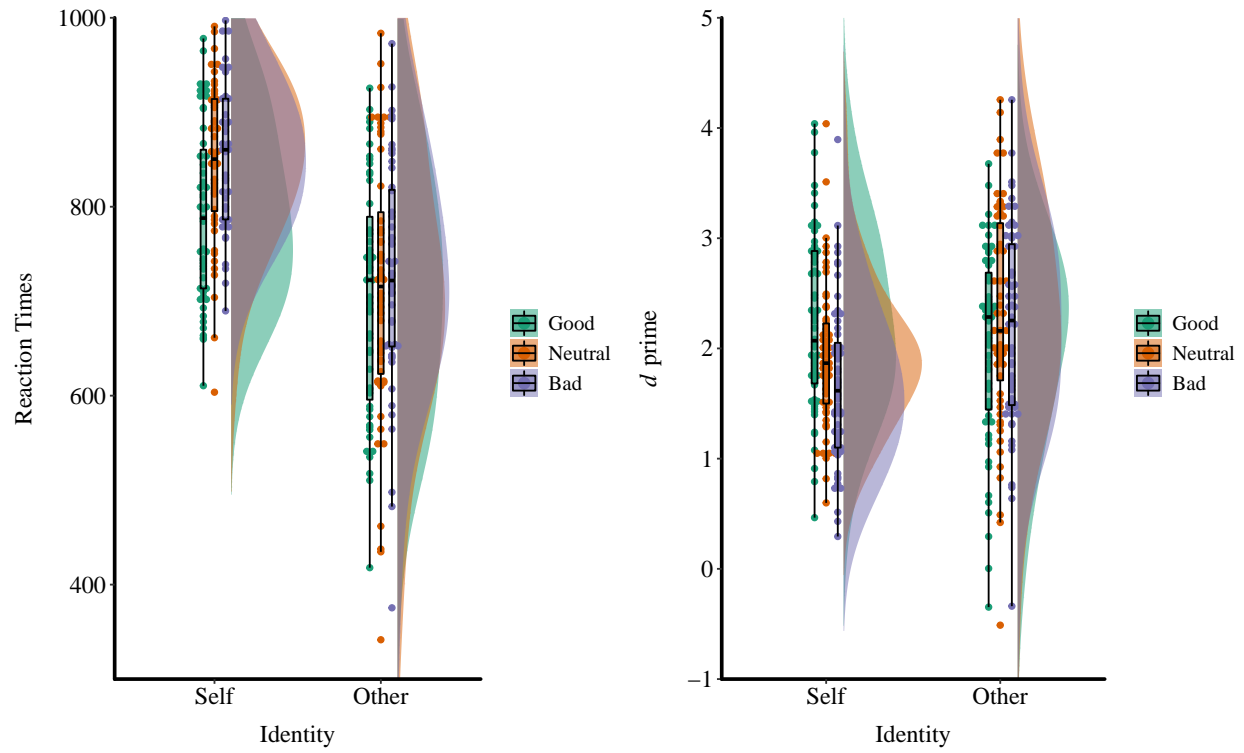 1000
800
600
400
Reaction Times
Self Other
Identity
Good
Neutral
Bad
5
4
3
2
1
0
−1
d prime
Self Other
Identity
Good
Neutral
Bad